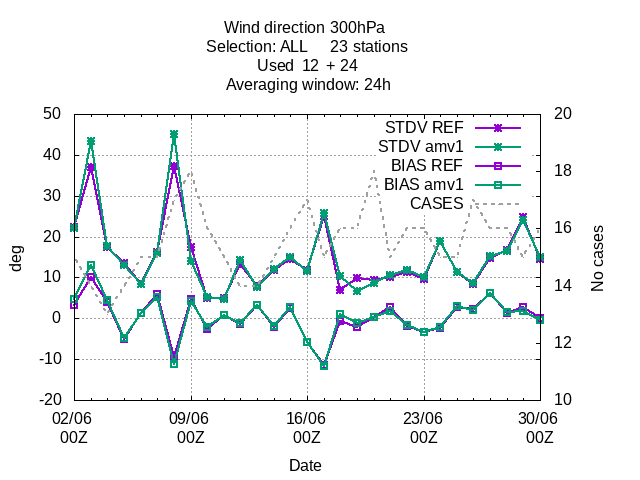 Wind direction 300hPa
Selection: ALL 23 stations
Used 12 + 24
Averaging window: 24h
50
40
30
20
10
0
-10
-20
deg
20
18
16
14
12
10
No cases
STDV REF
STDV amv1
BIAS REF
BIAS amv1
CASES
02/06 09/06 16/06 23/06 30/06
00Z 00Z 00Z 00Z 00Z
Date